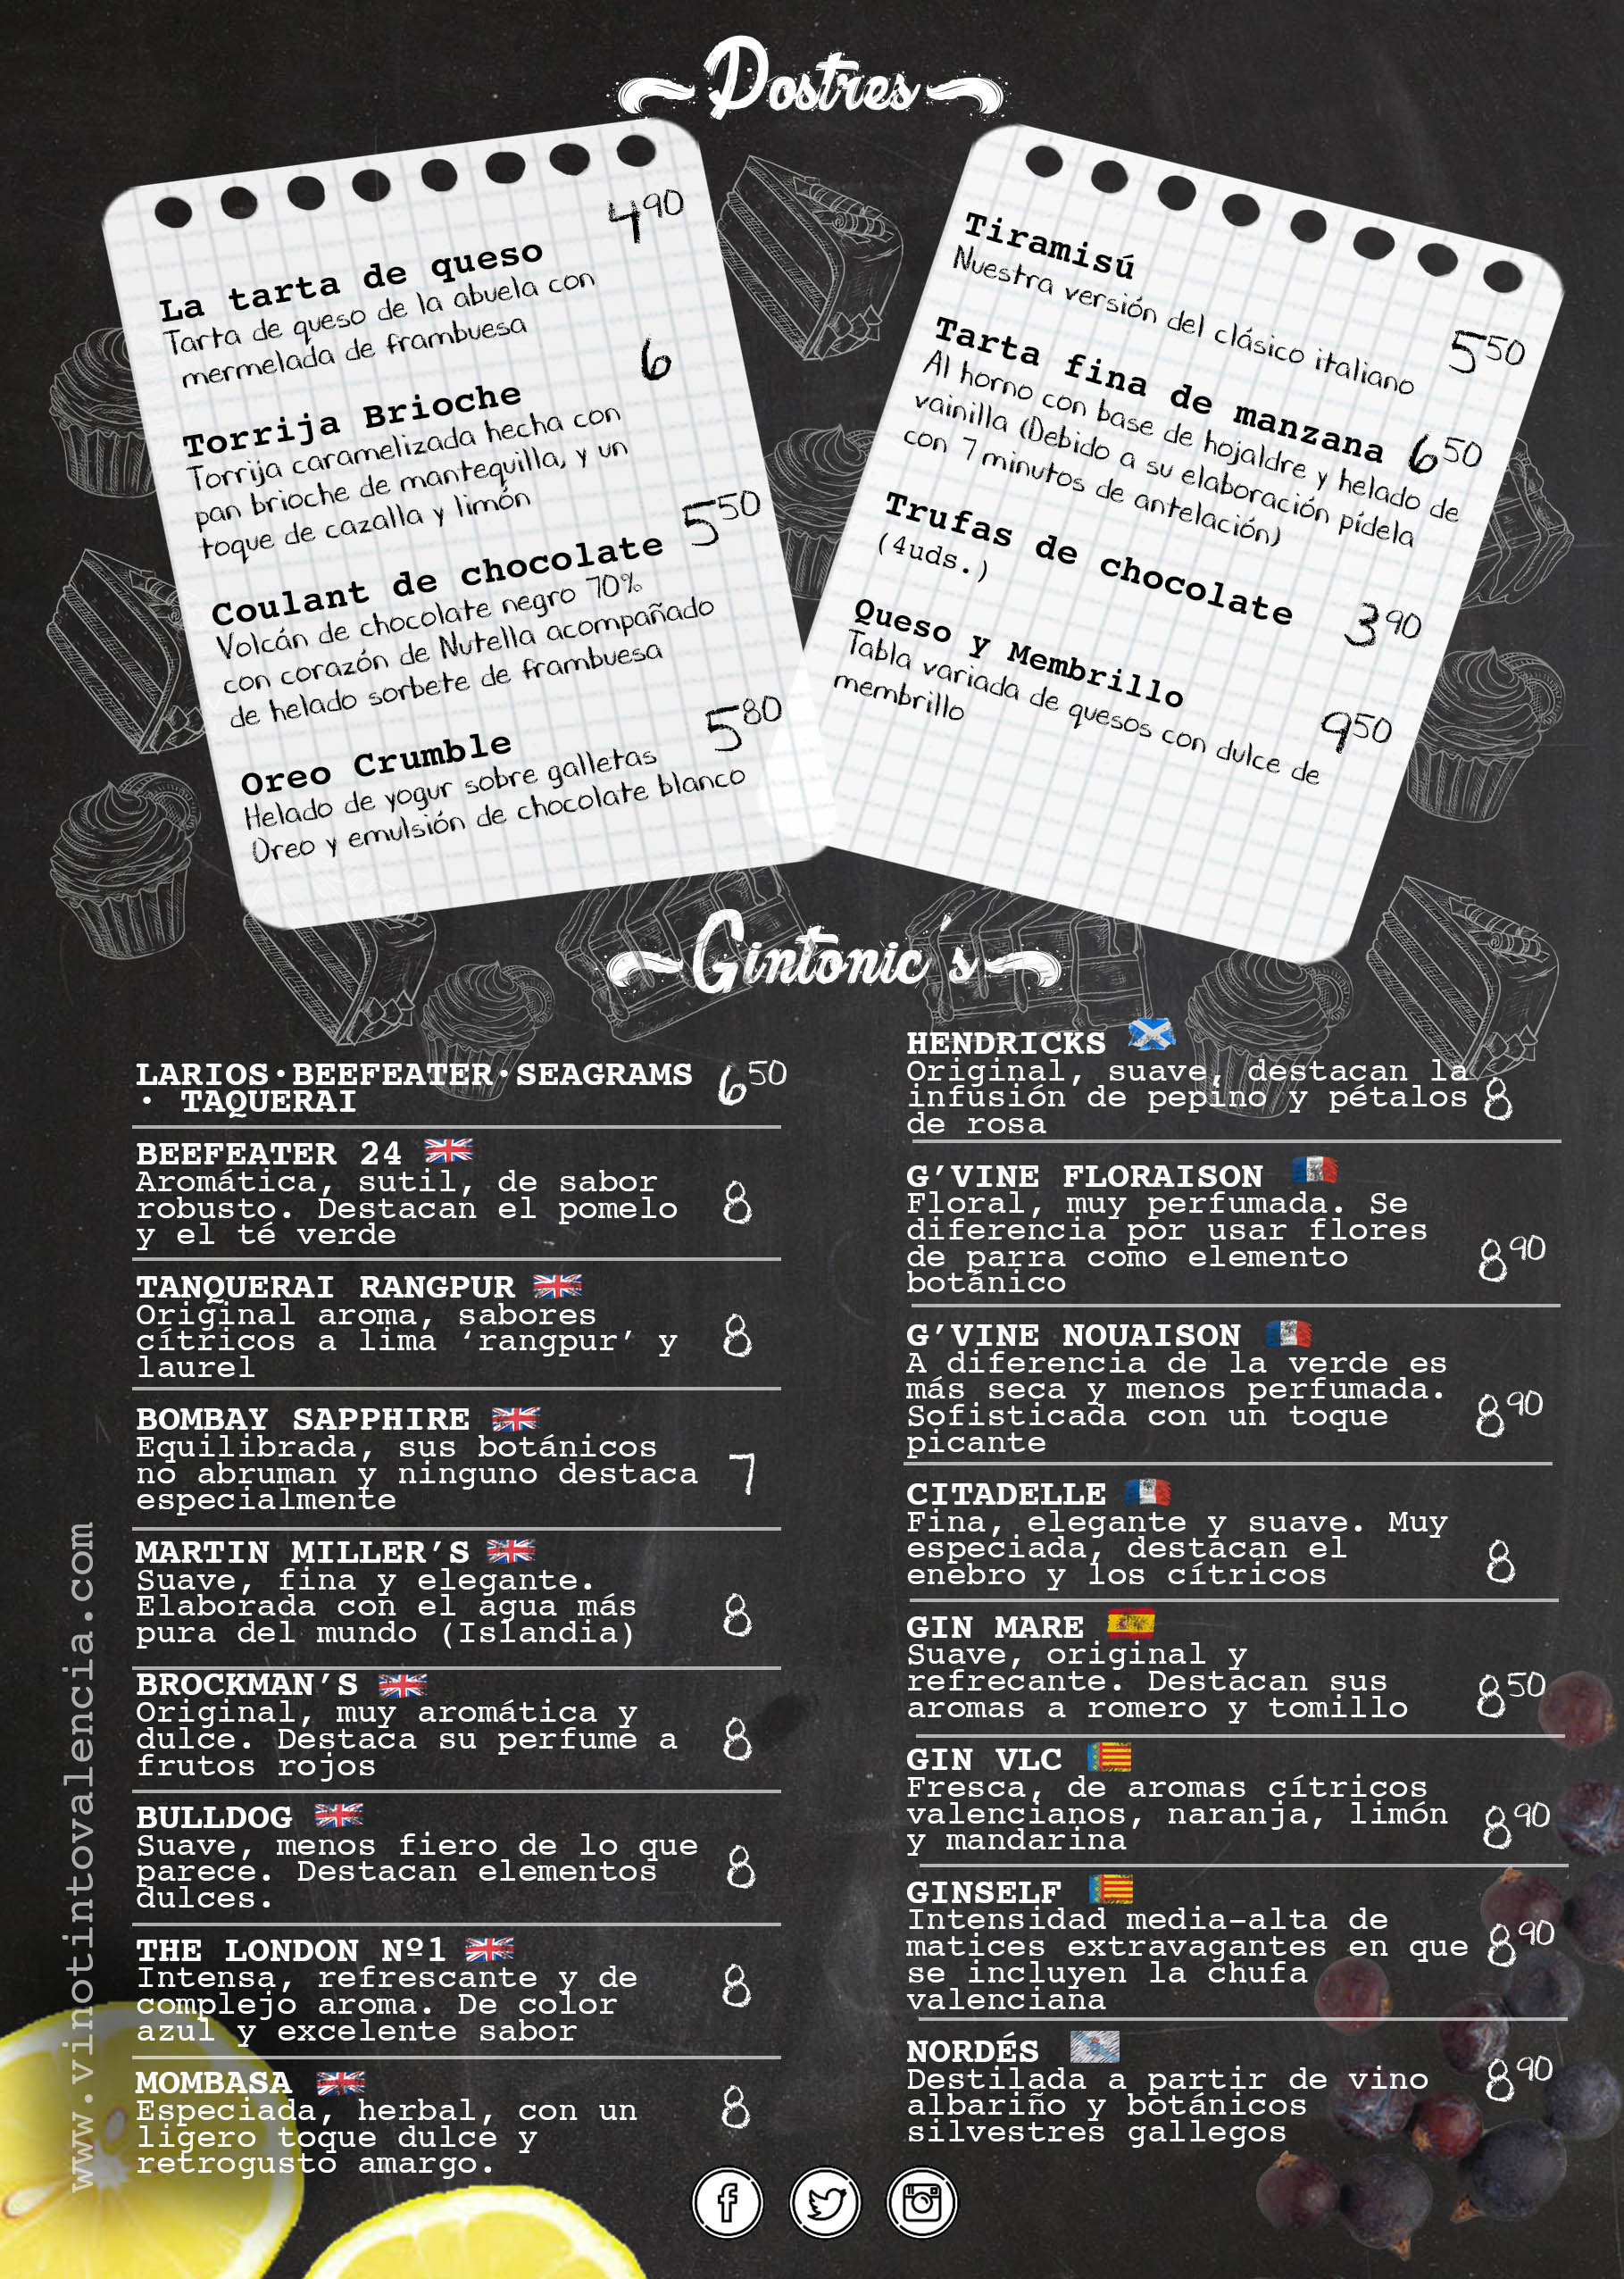 Postres
4 90
La tarta de queso
Tarta de queso de la abuela con
mermelada de frambuesa
6
Torrija Brioche
Torrija caramelizada hecha con
pan brioche de mantequilla, y un
toque de cazalla y limón
5 50
Coulant de chocolate
Volcán de chocolate negro 70%
con corazón de Nutella acompañado
de helado sorbete de frambuesa
5 80
Oreo Crumble
Helado de yogur sobre galletas
Oreo y emulsión de chocolate blanco
Tiramisú
Nuestra versión del clásico italiano
5 50
Tarta fina de manzana 6 50
Al horno con base de hojaldre y helado de
vainilla (Debido a su elaboración pídela
con 7 minutos de antelación)
Trufas de chocolate
(4uds.)
3 90
Queso y Membrillo
Tabla variada de quesos con dulce de
membrillo
9 50
Gintonic's
LARIOS·BEEFEATER·SEAGRAMS 6 50
· TAQUERAI
BEEFEATER 24
Aromática, sutil, de sabor
robusto. Destacan el pomelo 8
y el té verde
TANQUERAI RANGPUR
Original aroma, sabores
cítricos a lima ‘rangpur’ y 8
laurel
BOMBAY SAPPHIRE
Equilibrada, sus botánicos
no abruman y ninguno destaca 7
especialmente
MARTIN MILLER’S
Suave, fina y elegante.
Elaborada con el agua más 8
pura del mundo (Islandia)
BROCKMAN’S
Original, muy aromática y
dulce. Destaca su perfume a 8
frutos rojos
BULLDOG
Suave, menos fiero de lo que
parece. Destacan elementos 8
dulces.
THE LONDON Nº1
Intensa, refrescante y de 8
complejo aroma. De color
azul y excelente sabor
MOMBASA
Especiada, herbal, con un 8
ligero toque dulce y
retrogusto amargo.
HENDRICKS
Original, suave, destacan la
infusión de pepino y pétalos 8
de rosa
G’VINE FLORAISON
Floral, muy perfumada. Se
diferencia por usar flores
de parra como elemento 8 90
botánico
G’VINE NOUAISON
A diferencia de la verde es
más seca y menos perfumada.
Sofisticada con un toque 8 90
picante
CITADELLE
Fina, elegante y suave. Muy
especiada, destacan el 8
enebro y los cítricos
GIN MARE
Suave, original y
refrecante. Destacan sus 8 50
aromas a romero y tomillo
GIN VLC
Fresca, de aromas cítricos
valencianos, naranja, limón 8 90
y mandarina
GINSELF
Intensidad media-alta de
matices extravagantes en que 8 90
se incluyen la chufa
valenciana
NORDÉS
Destilada a partir de vino 8 90
albariño y botánicos
silvestres gallegos
www.vinotintovalencia.com